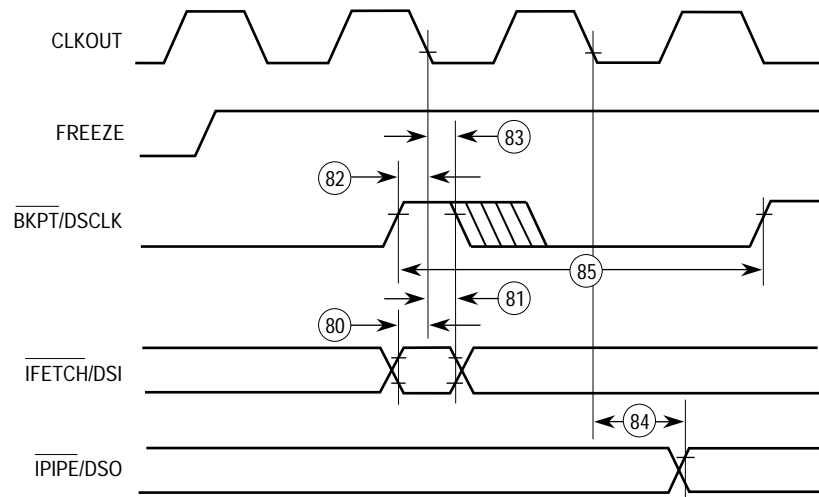 CLKOUT
FREEZE
83
82
BKPT/DSCLK
85
81
80
IFETCH/DSI
84
IPIPE/DSO